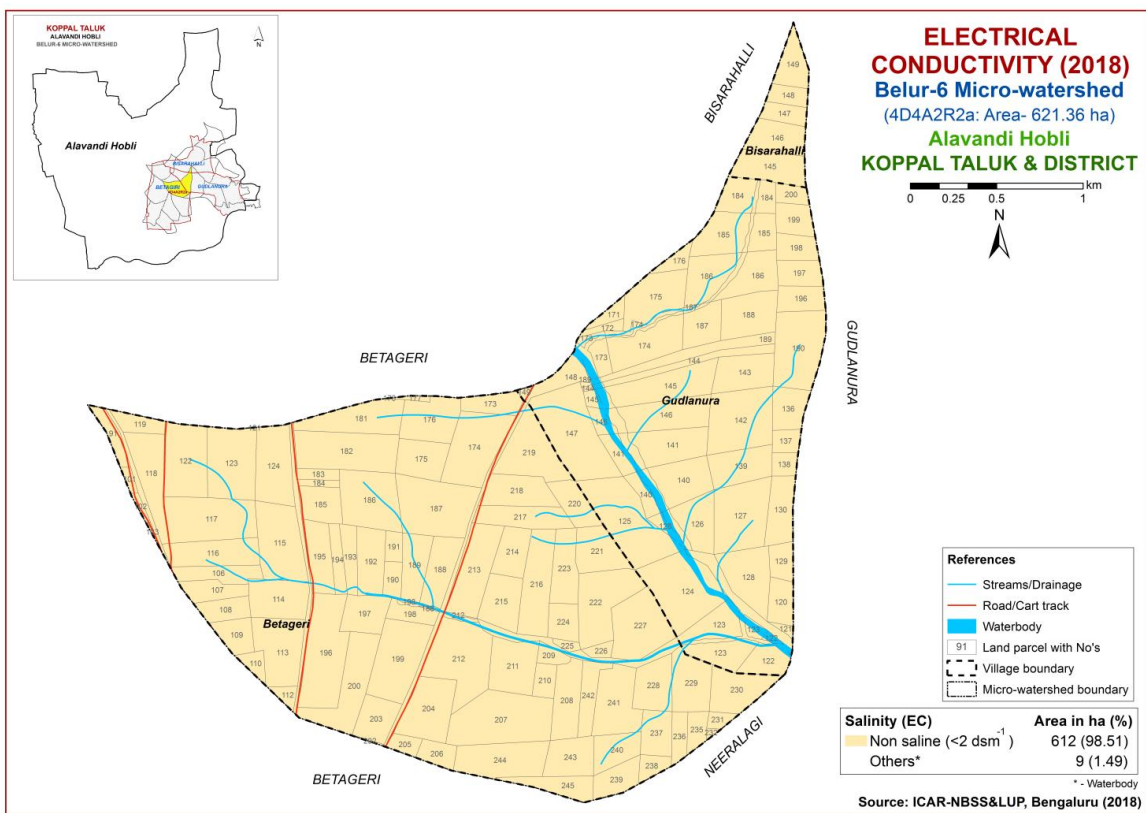 KOPPAL TALUK
ALAVANDI HOBLI
BELUR-6 MICRO-WATERSHED
N
Alavandi Hobli
BISARAHALLI
BETAGIRI
GUDLANURU
ELECTRICAL
CONDUCTIVITY (2018)
Belur-6 Micro-watershed
(4D4A2R2a: Area- 621.36 ha)
Alavandi Hobli
KOPPAL TALUK & DISTRICT
km
0 0.25 0.5 1
N
BISARAHALLI
149
148
147
146
Bisarahalli
145
184 184 200
199
185 185
198
176 186 186 197
175 196
171
172 174 187 188
173 174 187 189
190
173 144
BETAGERI
GUDLANURA
148 189 145 143
144
145 Gudlanura 136
173 146 142
119 181 176 147
137
182 174 141 141
118 122 123 124 219 138
175 139
183
184 218 140 140
186 220 130
185 187 217 125 126 127
117
115 195 194 193 192 191 214 221 129
116 189 188 213 223
106 190 216 128
107 114 215 222 124 120
108 197 198 212 224
Betageri 227 123
109 225
113 196 199 212 209 226 123
110 211 122
210 228 229
112 200 208 242 241 230
204
203 207 231
237 236 235
205 206 240
244 238
245 239
BETAGERI
NEERALAGI
References
Streams/Drainage
Road/Cart track
Waterbody
91 Land parcel with No's
Village boundary
Micro-watershed boundary
Salinity (EC) Area in ha (%)
Non saline (<2 dsm-1) 612 (98.51)
Others* 9 (1.49)
* - Waterbody
Source: ICAR-NBSS&LUP, Bengaluru (2018)